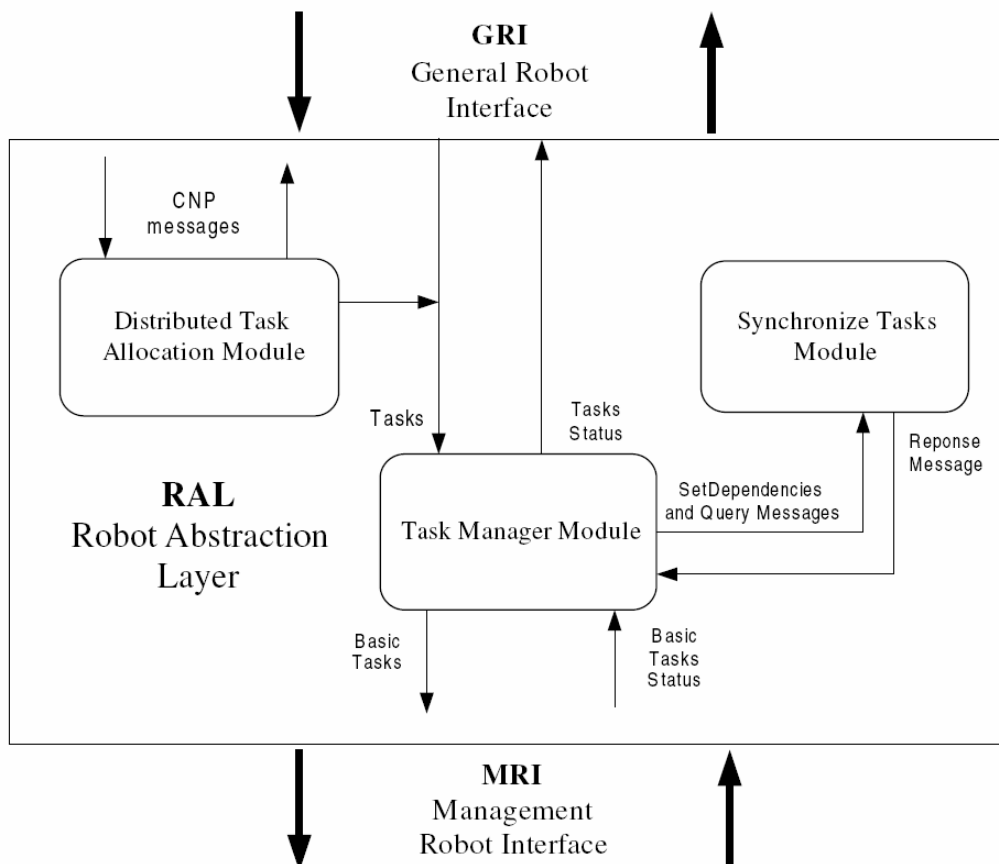 GRI
General Robot
Interface
CNP
messages
Distributed Task
Allocation Module
Synchronize Tasks
Module
Tasks
Tasks
Status
Reponse
Message
RAL
Robot Abstraction
Layer
Task Manager Module
SetDependencies
and Query Messages
Basic
Tasks
Basic
Tasks
Status
MRI
Management
Robot Interface